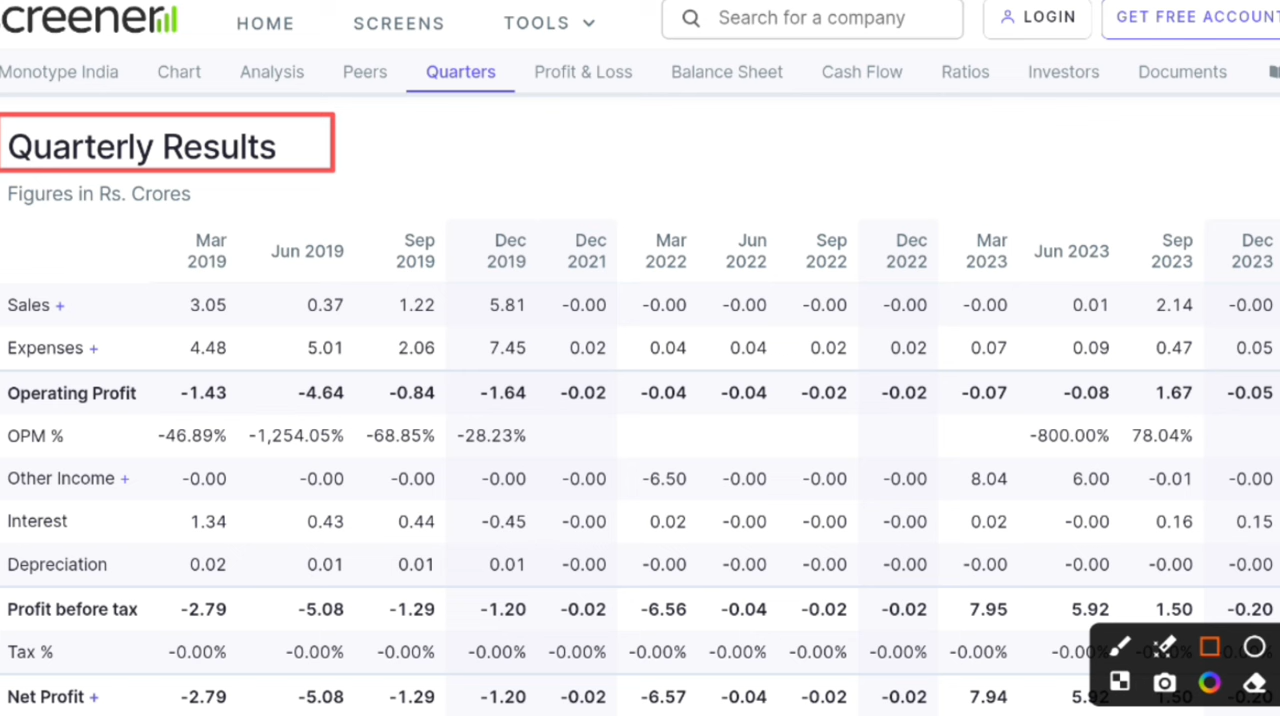 creener
HOME SCREENS TOOLS Search for a company LOGIN GET FREE ACCOUNT
Monotype India Chart Analysis Peers Quarters Profit & Loss Balance Sheet Cash Flow Ratios Investors Documents
Quarterly Results
Figures in Rs. Crores
Mar 2019 Jun 2019 Sep 2019 Dec 2019 Dec 2021 Mar 2022 Jun 2022 Sep 2022 Dec 2022 Mar 2023 Jun 2023 Sep 2023 Dec 2023
Sales + 3.05 0.37 1.22 5.81 -0.00 -0.00 -0.00 -0.00 -0.00 -0.00 0.01 2.14 -0.00
Expenses + 4.48 5.01 2.06 7.45 0.02 0.04 0.04 0.02 0.02 0.07 0.09 0.47 0.05
Operating Profit -1.43 -4.64 -0.84 -1.64 -0.02 -0.04 -0.04 -0.02 -0.02 -0.07 -0.08 1.67 -0.05
OPM % -46.89% -1,254.05% -68.85% -28.23% -800.00% 78.04%
Other Income + -0.00 -0.00 -0.00 -0.00 -0.00 -6.50 -0.00 -0.00 -0.00 8.04 6.00 -0.01 -0.00
Interest 1.34 0.43 0.44 -0.45 -0.00 0.02 -0.00 -0.00 -0.00 0.02 -0.00 0.16 0.15
Depreciation 0.02 0.01 0.01 0.01 -0.00 -0.00 -0.00 -0.00 -0.00 -0.00 -0.00 -0.00 -0.00
Profit before tax -2.79 -5.08 -1.29 -1.20 -0.02 -6.56 -0.04 -0.02 -0.02 7.95 5.92 1.50 -0.20
Tax % -0.00% -0.00% -0.00% -0.00% -0.00% -0.00% -0.00% -0.00% -0.00% -0.00%
Net Profit + -2.79 -5.08 -1.29 -1.20 -0.02 -6.57 -0.04 -0.02 -0.02 7.94